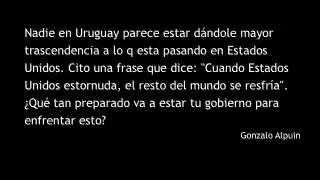 Nadie en Uruguay parece estar dándole mayor
trascendencia a lo q esta pasando en Estados
Unidos. Cito una frase que dice: "Cuando Estados
Unidos estornuda, el resto del mundo se resfría".
¿Qué tan preparado va a estar tu gobierno para
enfrentar esto?
Gonzalo Alpuin